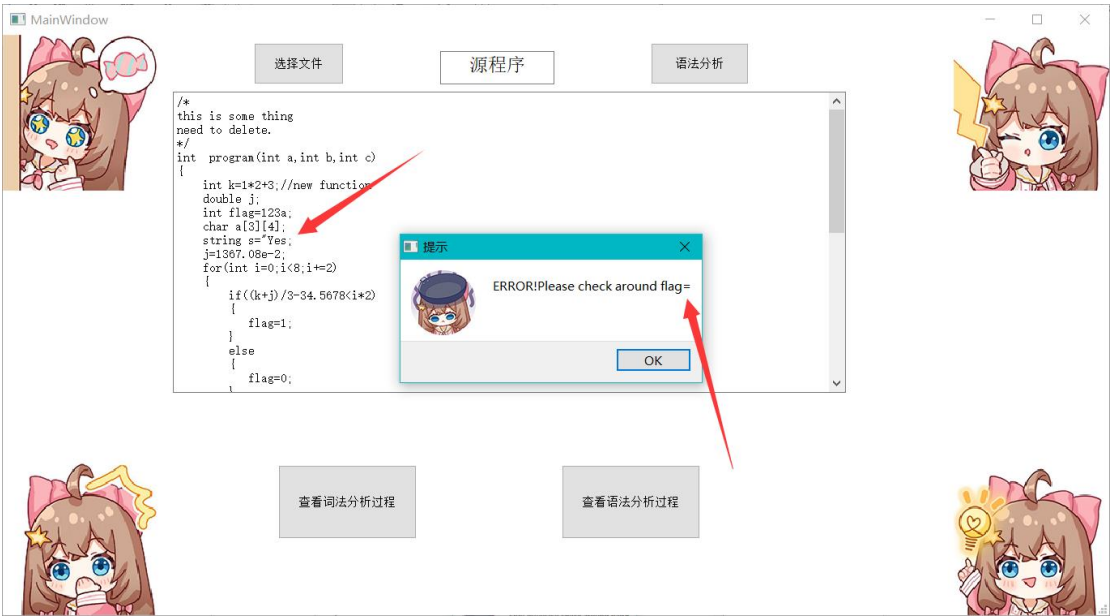 MainWindow
选择文件
源程序
语法分析
/*
this is some thing
need to delete.
*/
int  program(int a,int b,int c)
{
    int k=1*2+3;//new function
    double j;
    int flag=123a;
    char a[3][4];
    string s="Yes;
    j=1367.08e-2;
    for(int i=0;i<8;i+=2)
    {
        if((k+j)/3-34.5678<i*2)
        {
           flag=1;
        }
        else
        {
           flag=0;
        }
提示
ERROR!Please check around flag=
OK
查看词法分析过程
查看语法分析过程